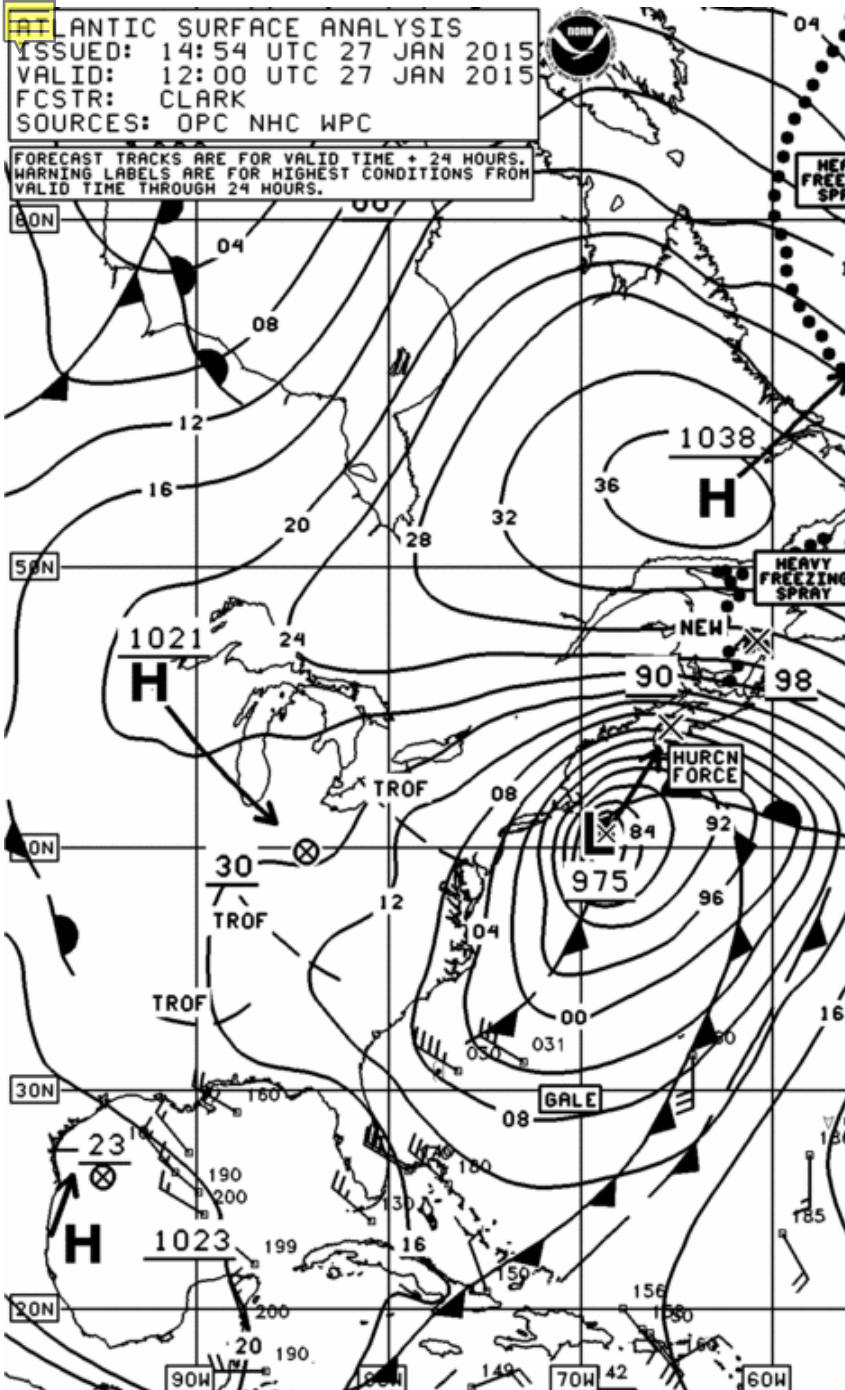 ATLANTIC SURFACE ANALYSIS
ISSUED: 14:54 UTC 27 JAN 2015
VALID: 12:00 UTC 27 JAN 2015
FCSTR: CLARK
SOURCES: OPC NHC WPC
FORECAST TRACKS ARE FOR VALID TIME + 24 HOURS.
WARNING LABELS ARE FOR HIGHEST CONDITIONS FROM
VALID TIME THROUGH 24 HOURS.
NOAA
04
60N
04
08
12
16
20
28
32
36
1038
H
50N
HEAVY
FREEZING
SPRAY
NEW
1021
H
24
90
98
HURCN
FORCE
TROF
08
L
84
92
975
30
TROF
12
96
04
TROF
00
16
031
030
30N
GALE
08
160
23
190
200
180
130
H
1023
199
16
185
150
156
20N
200
20
190
149
42
90W
70W
60W